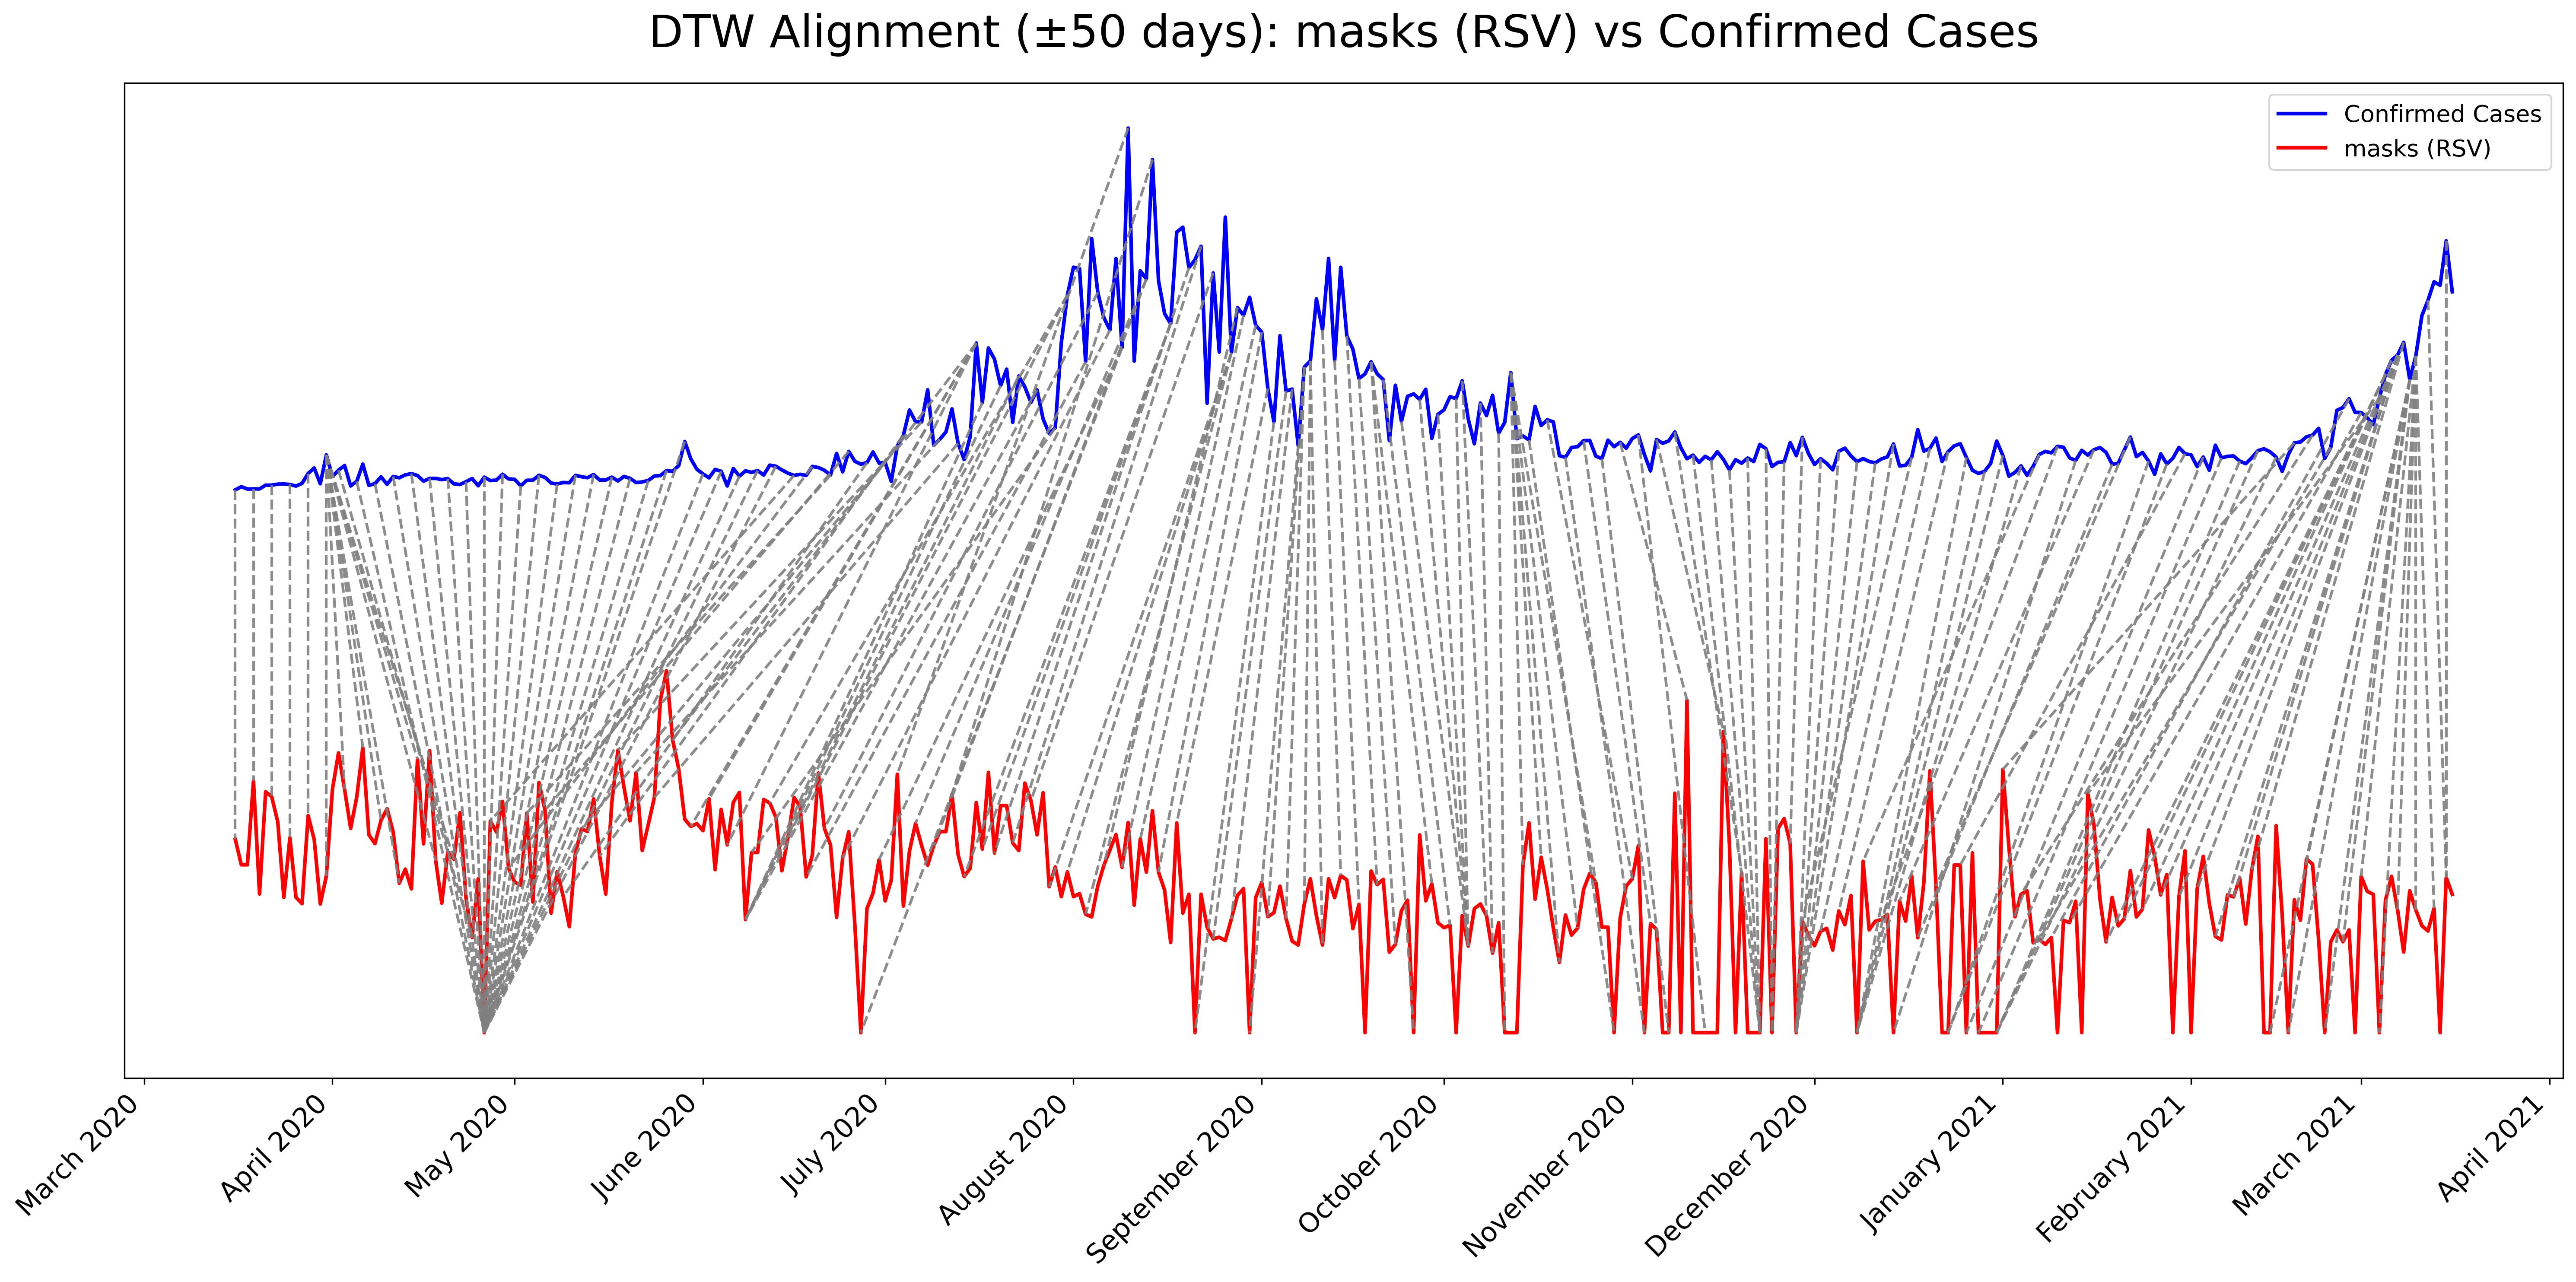 DTW Alignment (±50 days): masks (RSV) vs Confirmed Cases
Confirmed Cases
masks (RSV)
March 2020
April 2020
May 2020
June 2020
July 2020
August 2020
September 2020
October 2020
November 2020
December 2020
January 2021
February 2021
March 2021
April 2021